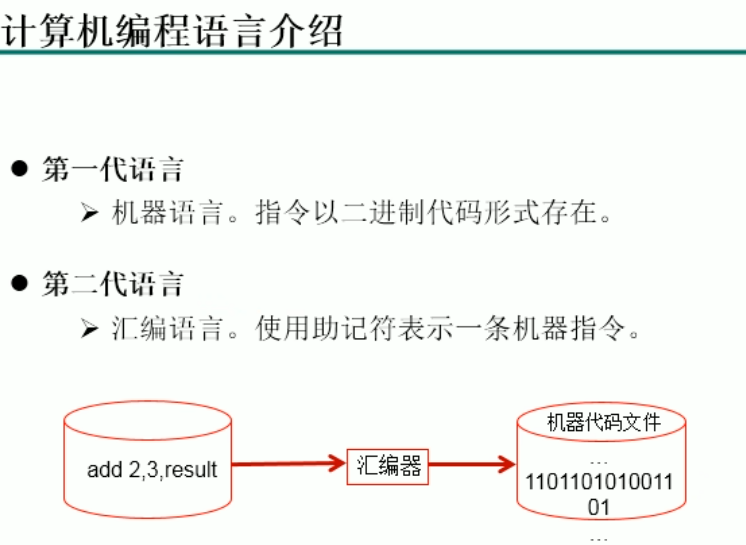 计算机编程语言介绍
第一代语言
机器语言。指令以二进制代码形式存在。
第二代语言
汇编语言。使用助记符表示一条机器指令。
add 2,3,result
汇编器
机器代码文件
...
1101101010011
01
...